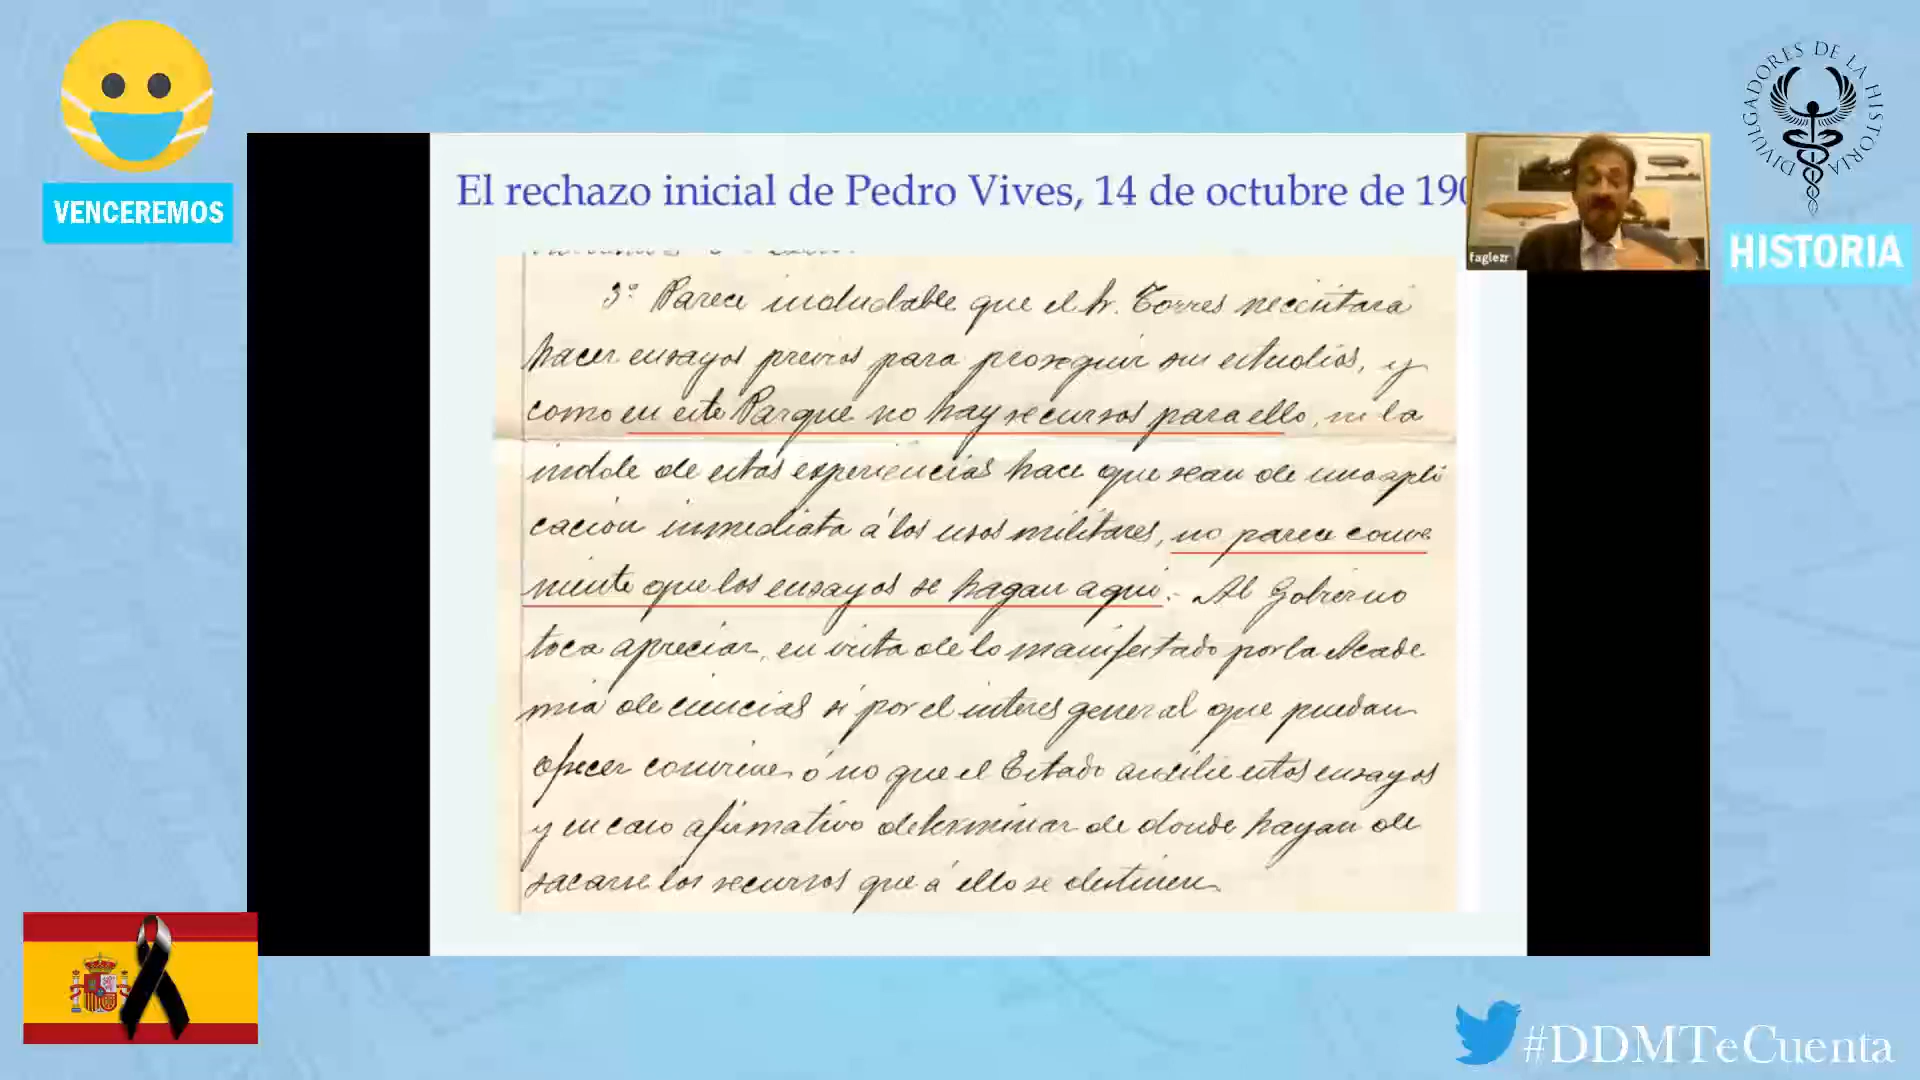 VENCEREMOS
DIVULGADORES DE LA HISTORIA
HISTORIA
El rechazo inicial de Pedro Vives, 14 de octubre de 190
faglezr
3º Parece indudable que el Sr. Torres necesitará
hacer ensayos previos para proseguir sus estudios, y
como en este Parque no hay recursos para ello, ni la
indole de estas experiencias hace que sean de una apli
cación inmediata á los usos militares, no parece conve
niente que los ensayos se hagan aqui. Al Gobierno
toca apreciar, en vista de lo manifestado por la Acade
mia de ciencias si por el interes general que puedan
ofrecer conviene ó no que el Estado auxilie estos ensayos
y en caso afirmativo determinar de donde hayan de
sacarse los recursos que á ello se destinen.
#DDMTeCuenta